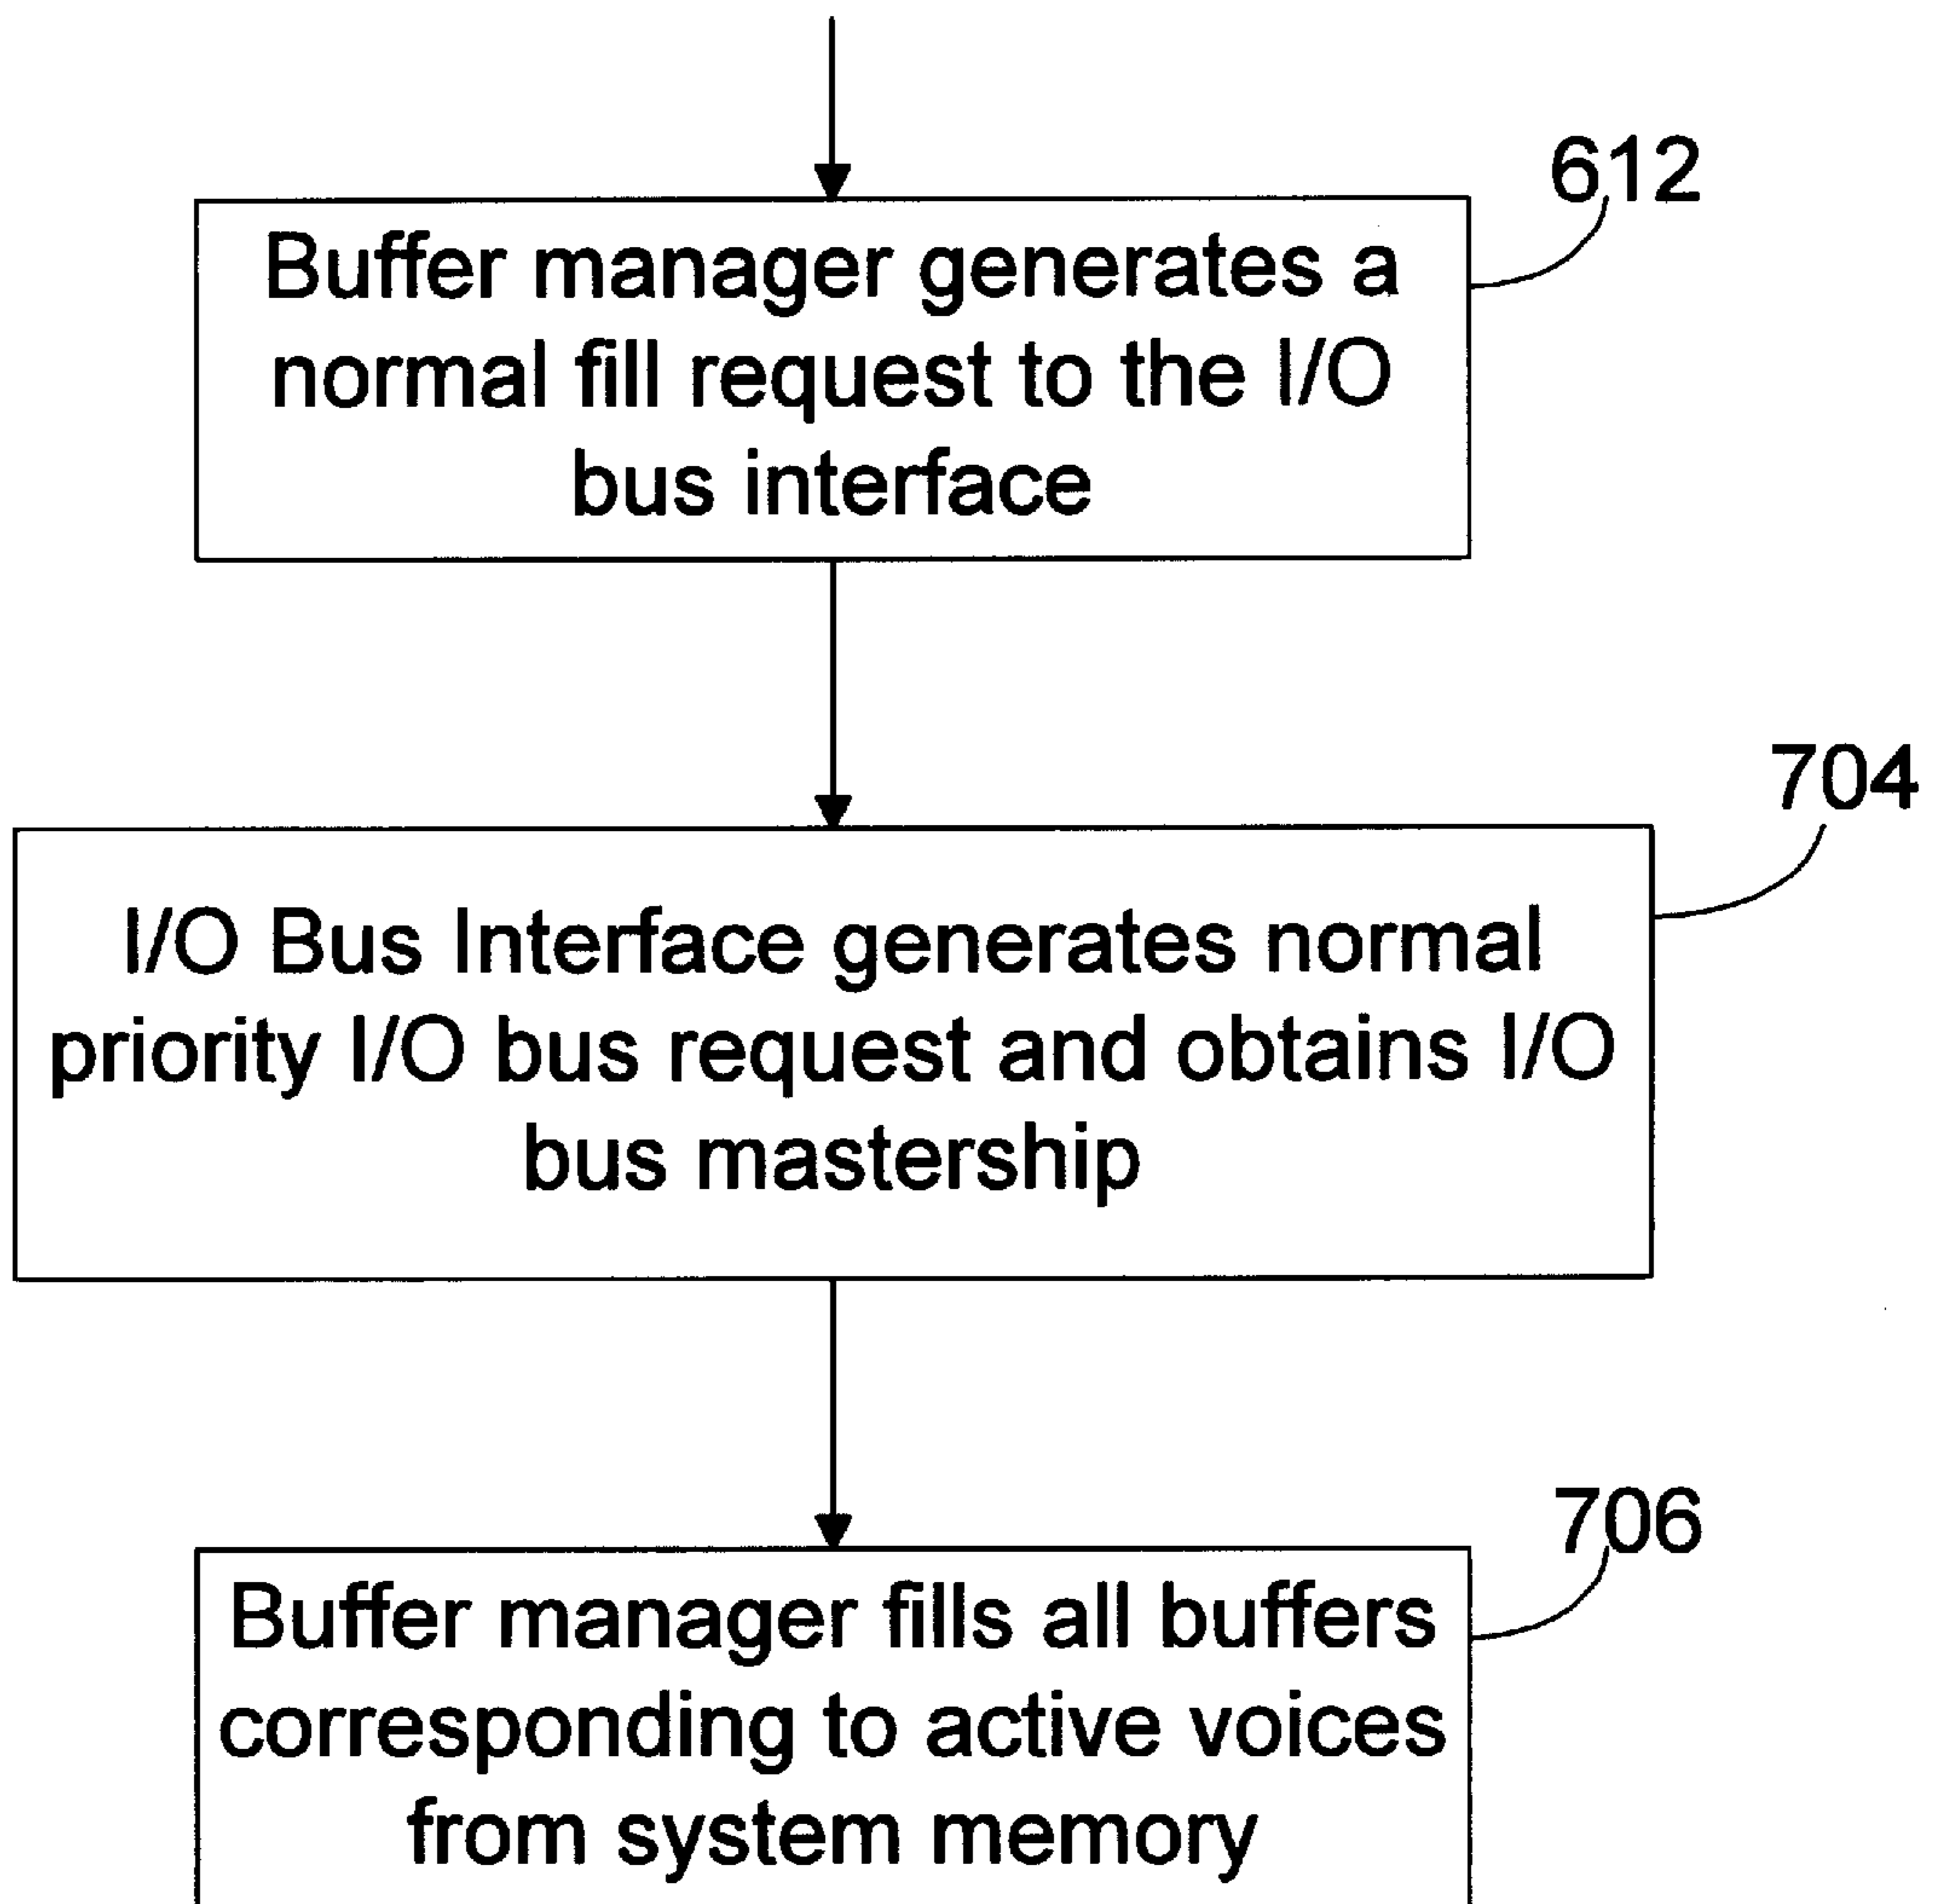 612
Buffer manager generates a
normal fill request to the I/O
bus interface
704
I/O Bus Interface generates normal
priority I/O bus request and obtains I/O
bus mastership
706
Buffer manager fills all buffers
corresponding to active voices
from system memory